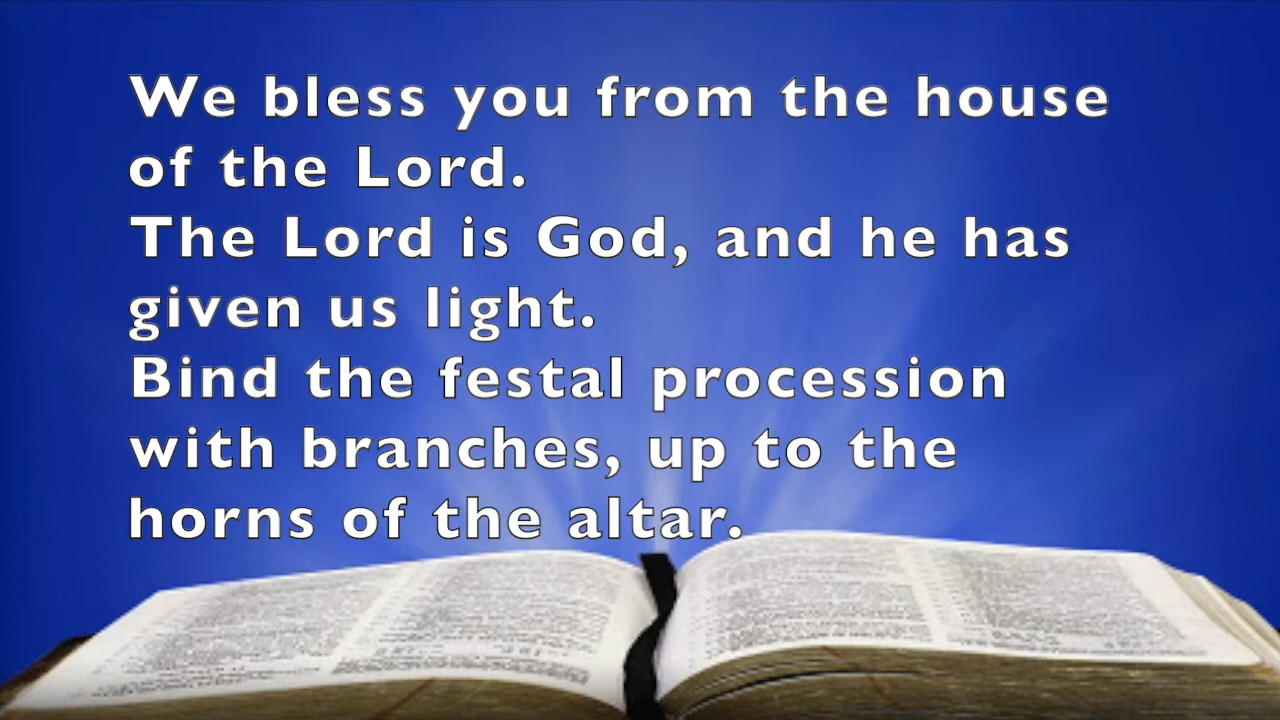 We bless you from the house
of the Lord.
The Lord is God, and he has
given us light.
Bind the festal procession
with branches, up to the
horns of the altar.